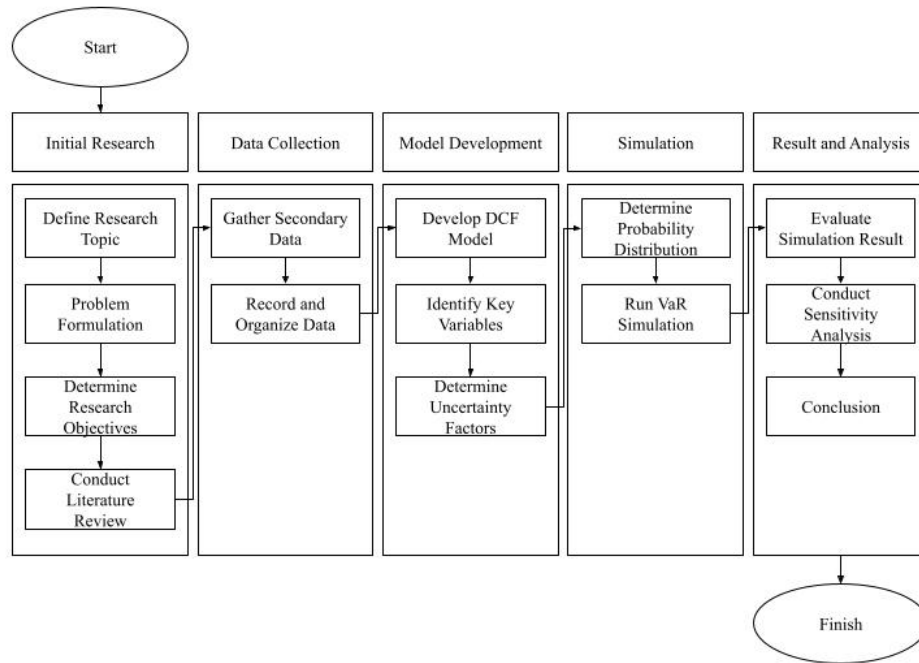 Start
Initial Research
Data Collection
Model Development
Simulation
Result and Analysis
Define Research
Topic
Problem
Formulation
Determine
Research
Objectives
Conduct
Literature
Review
Gather Secondary
Data
Record and
Organize Data
Develop DCF
Model
Identify Key
Variables
Determine
Uncertainty
Factors
Determine
Probability
Distribution
Run VaR
Simulation
Evaluate
Simulation Result
Conduct
Sensitivity
Analysis
Conclusion
Finish